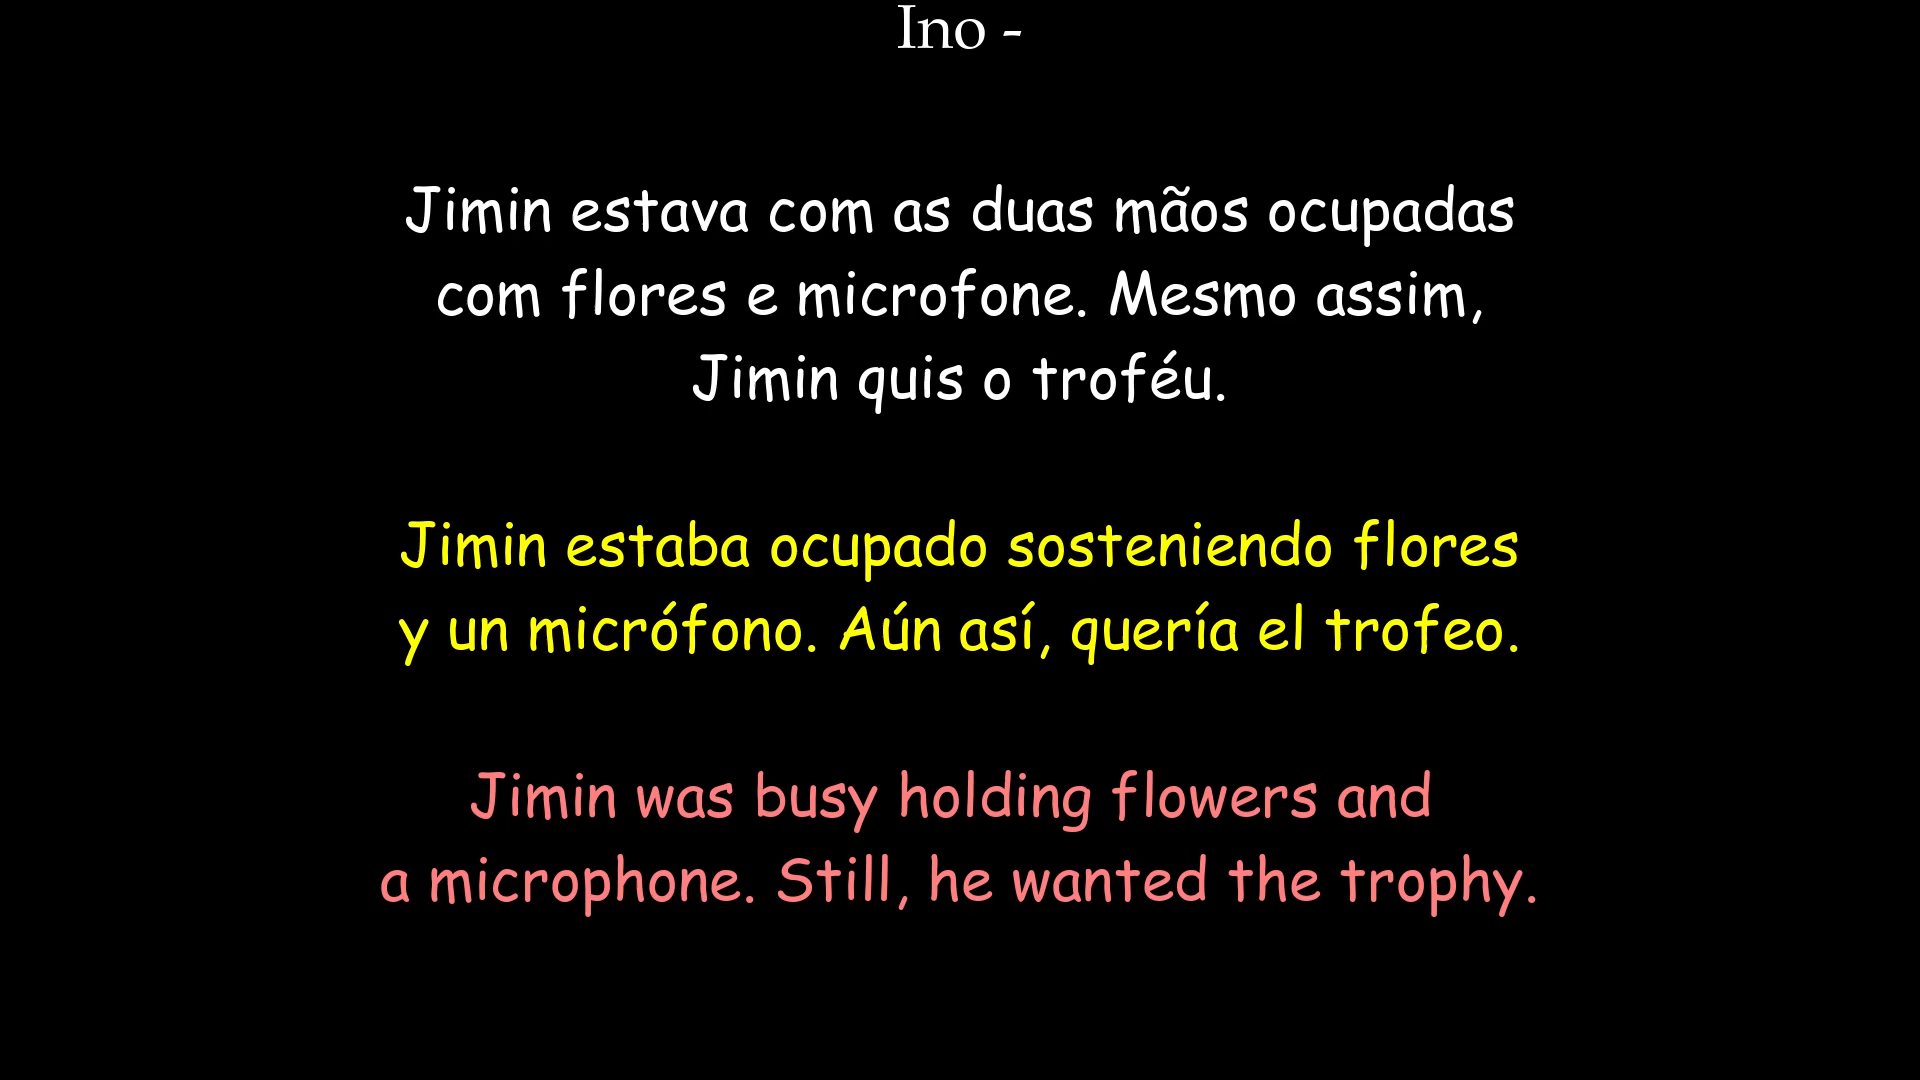 Ino -
Jimin estava com as duas mãos ocupadas
com flores e microfone. Mesmo assim,
Jimin quis o troféu.
Jimin estaba ocupado sosteniendo flores
y un micrófono. Aún así, quería el trofeo.
Jimin was busy holding flowers and
a microphone. Still, he wanted the trophy.